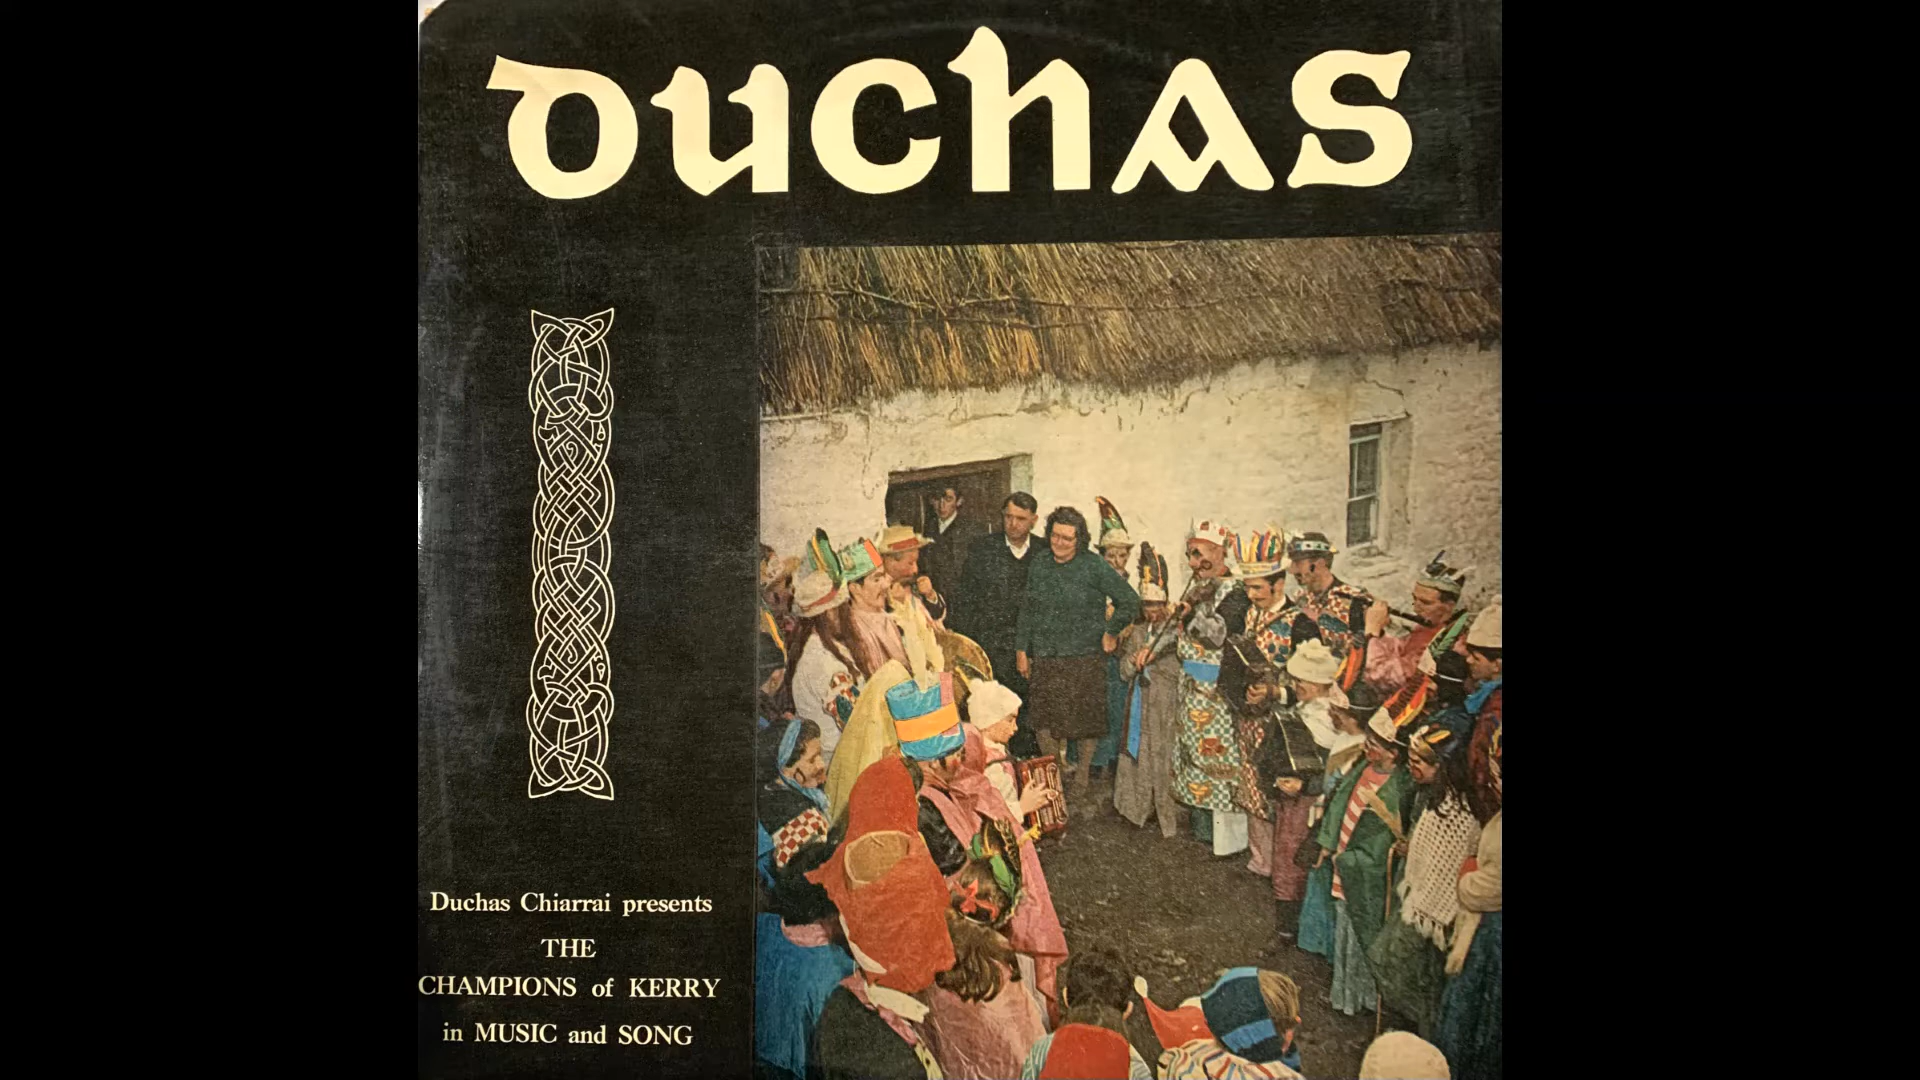 DUCHAS
Duchas Chiarrai presents
THE
CHAMPIONS of KERRY
in MUSIC and SONG